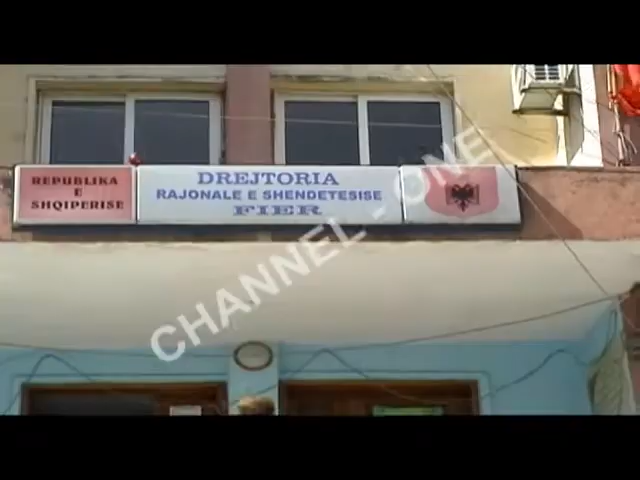 REPUBLIKA
E
SHQIPERISE
DREJTORIA
RAJONALE E SHENDETESISE
FIER
CHANNEL - ONE